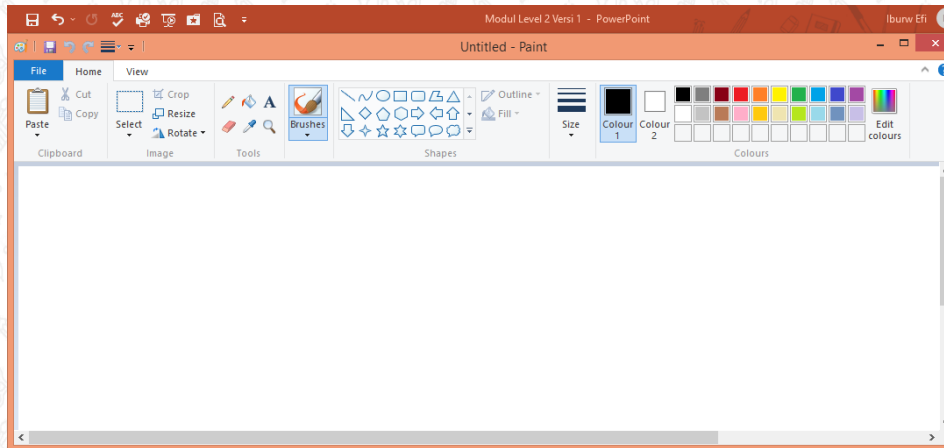 ABC
Modul Level 2 Versi 1 - PowerPoint
Iburw Efi
Untitled - Paint
File Home View
Cut
Copy
Paste
Clipboard
Crop
Resize
Rotate
Select
Image
A
Tools
Brushes
Outline
Fill
Shapes
Size
Colour 1
Colour 2
Edit colours
Colours